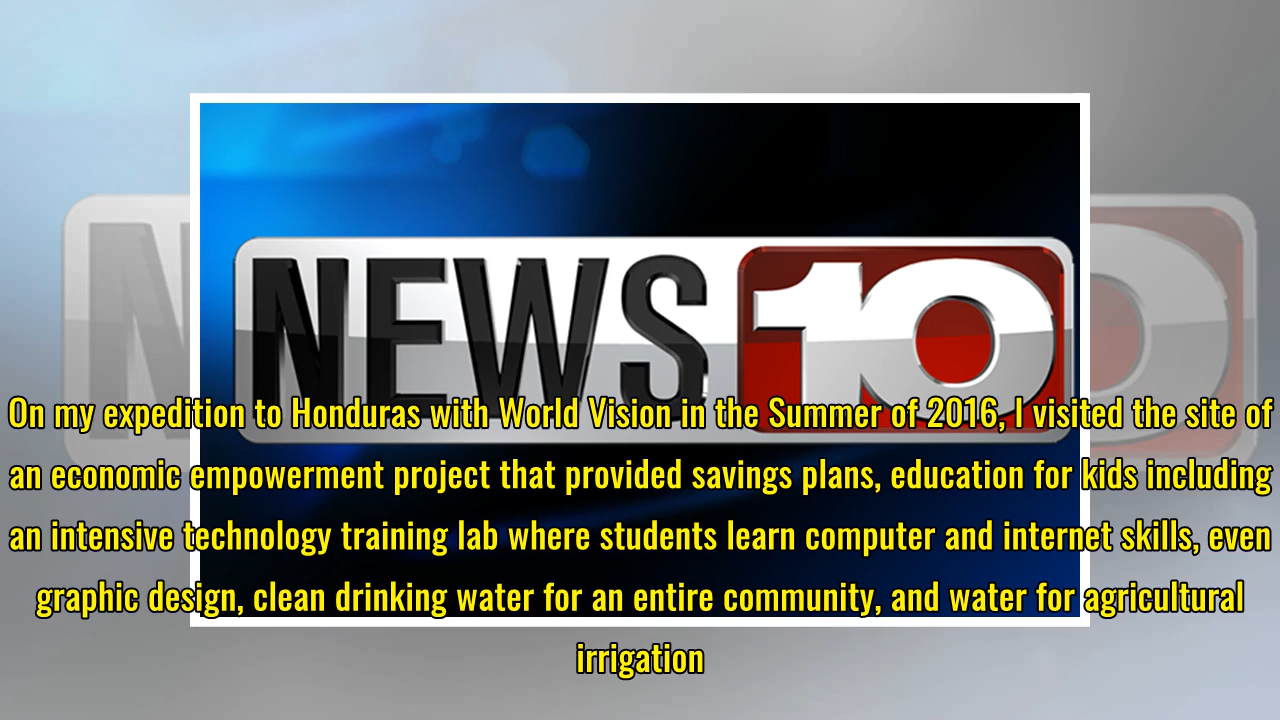 NEWS 10
On my expedition to Honduras with World Vision in the Summer of 2016, I visited the site of
an economic empowerment project that provided savings plans, education for kids including
an intensive technology training lab where students learn computer and internet skills, even
graphic design, clean drinking water for an entire community, and water for agricultural
irrigation